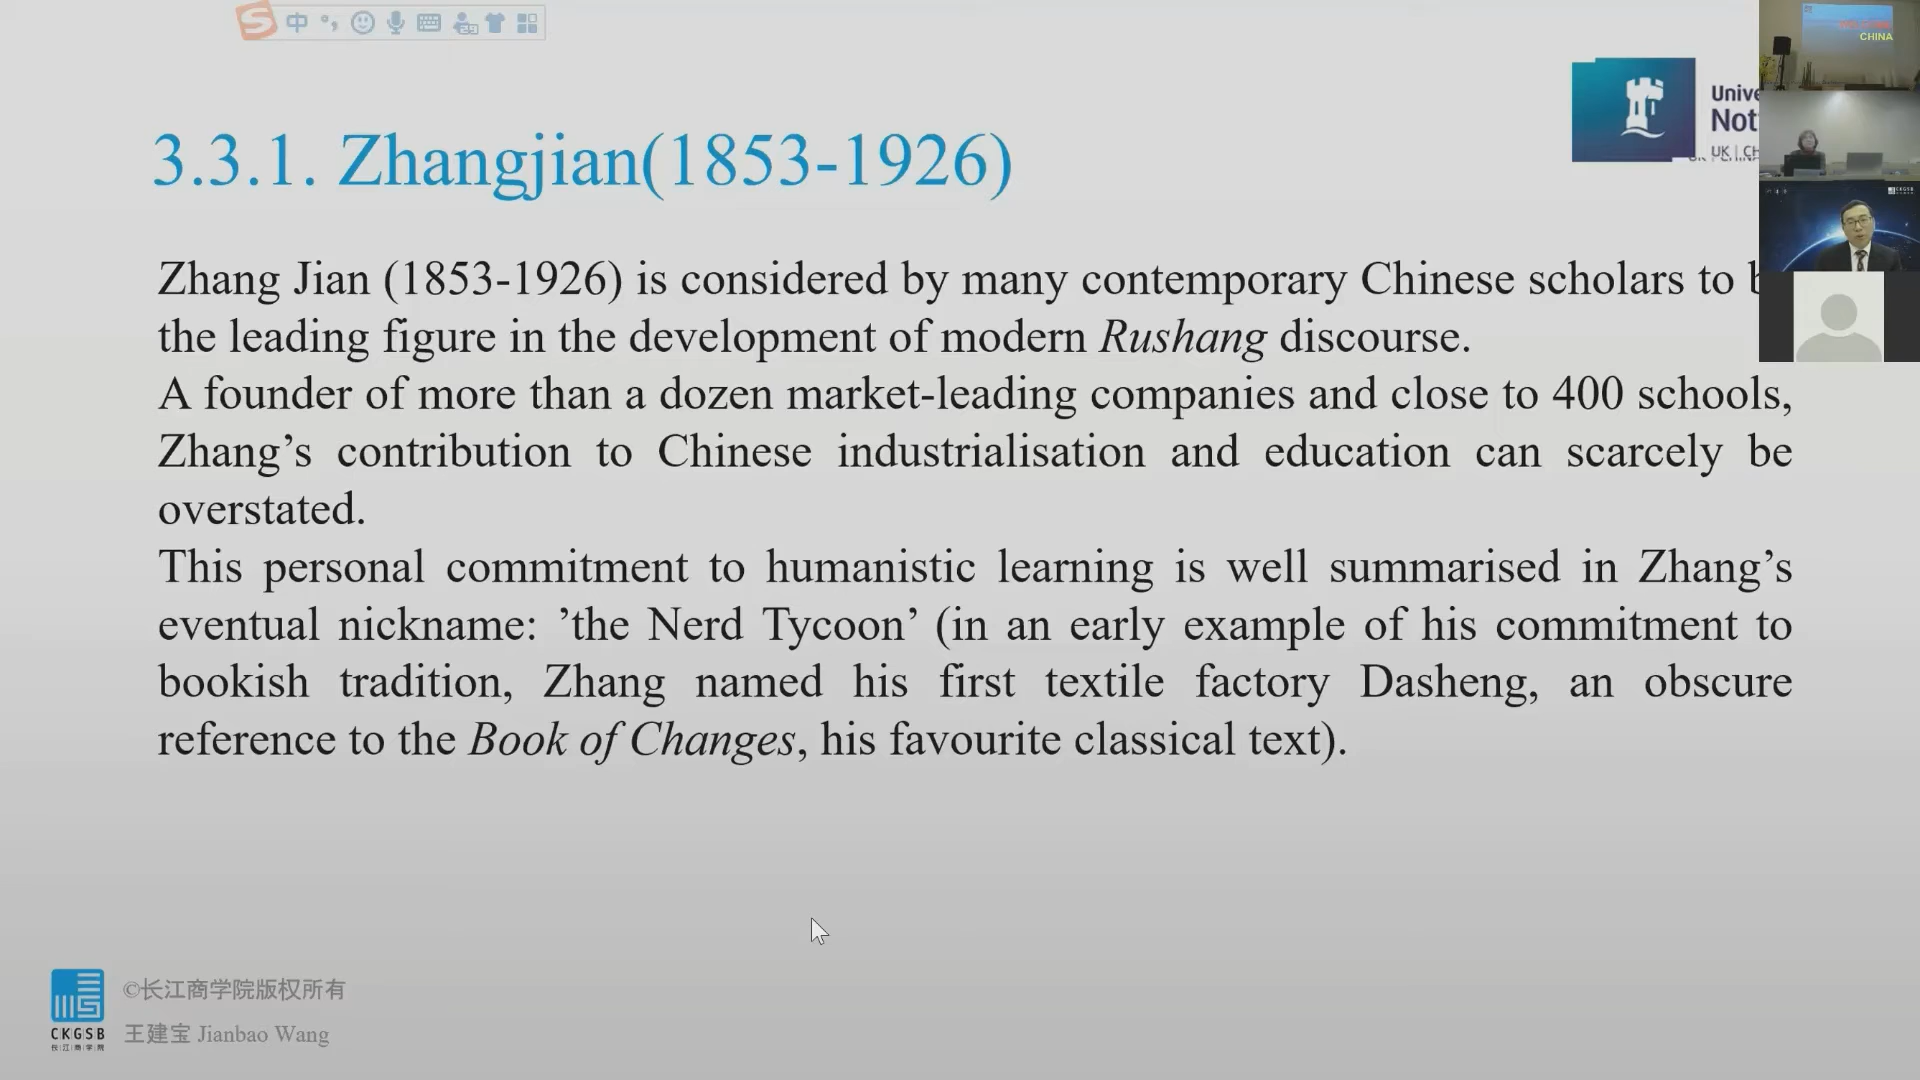 中
29
CHINA
Unive
Not
UK | CH
CKGSB
3.3.1. Zhangjian(1853-1926)
Zhang Jian (1853-1926) is considered by many contemporary Chinese scholars to b
the leading figure in the development of modern Rushang discourse.
A founder of more than a dozen market-leading companies and close to 400 schools,
Zhang’s contribution to Chinese industrialisation and education can scarcely be
overstated.
This personal commitment to humanistic learning is well summarised in Zhang’s
eventual nickname: ’the Nerd Tycoon’ (in an early example of his commitment to
bookish tradition, Zhang named his first textile factory Dasheng, an obscure
reference to the Book of Changes, his favourite classical text).
CKGSB
长江商学院
©长江商学院版权所有
王建宝 Jianbao Wang